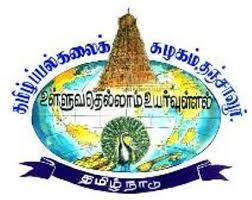 தமிழ்ப் பல்கலைக் கழகம், தஞ்சாவூர்.
உள்ளுவதெல்லாம் உயர்வுள்ளல்
தமிழ் நாடு